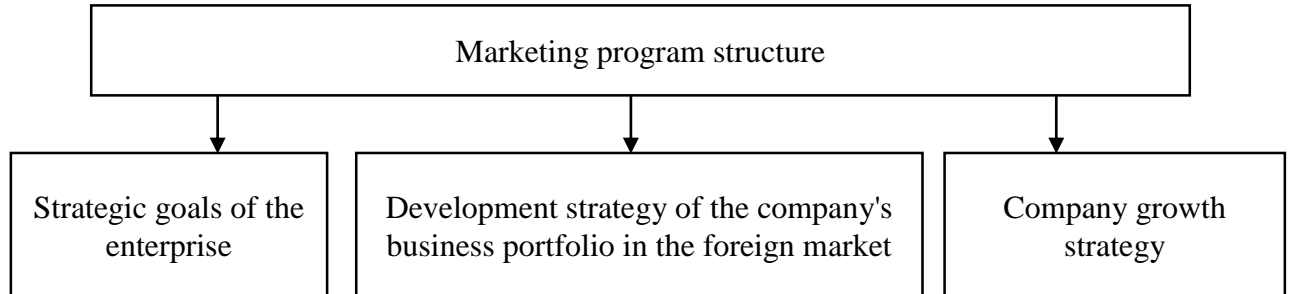 Marketing program structure
Strategic goals of the
enterprise
Development strategy of the company's
business portfolio in the foreign market
Company growth
strategy